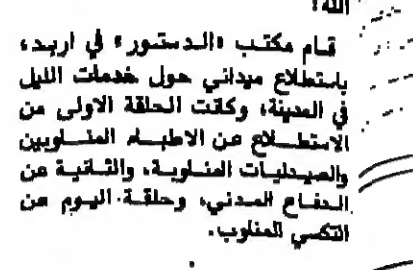 الله!
قام مكتب «الدستور» في اربد،
باستطلاع ميداني حول خدمات الليل
في المدينة، وكانت الحلقة الاولى من
الاستطلاع عن الاطباء المناوبين
والصيدليات المناوبة، والثانية عن
الدفاع المدني، وحلقة اليوم عن
التكسي المناوب.